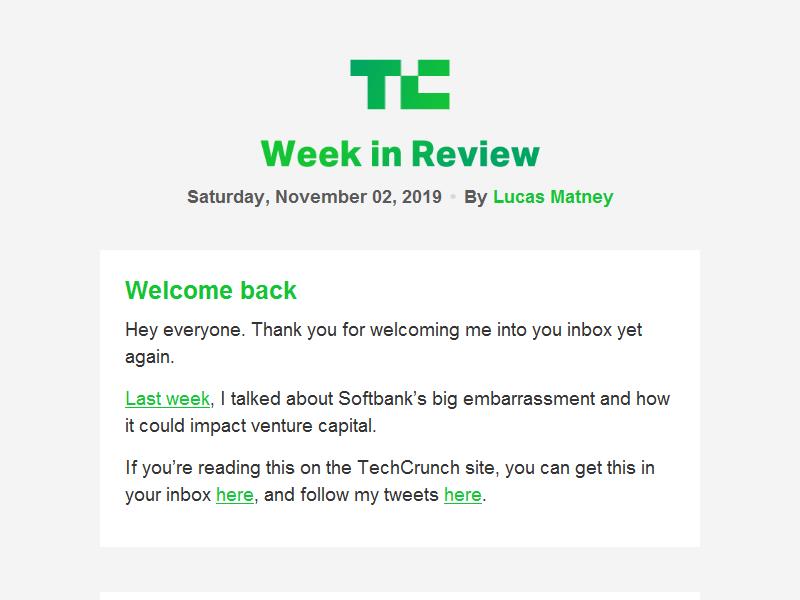 TC
Week in Review
Saturday, November 02, 2019 • By Lucas Matney
Welcome back
Hey everyone. Thank you for welcoming me into you inbox yet
again.
Last week, I talked about Softbank’s big embarrassment and how
it could impact venture capital.
If you’re reading this on the TechCrunch site, you can get this in
your inbox here, and follow my tweets here.